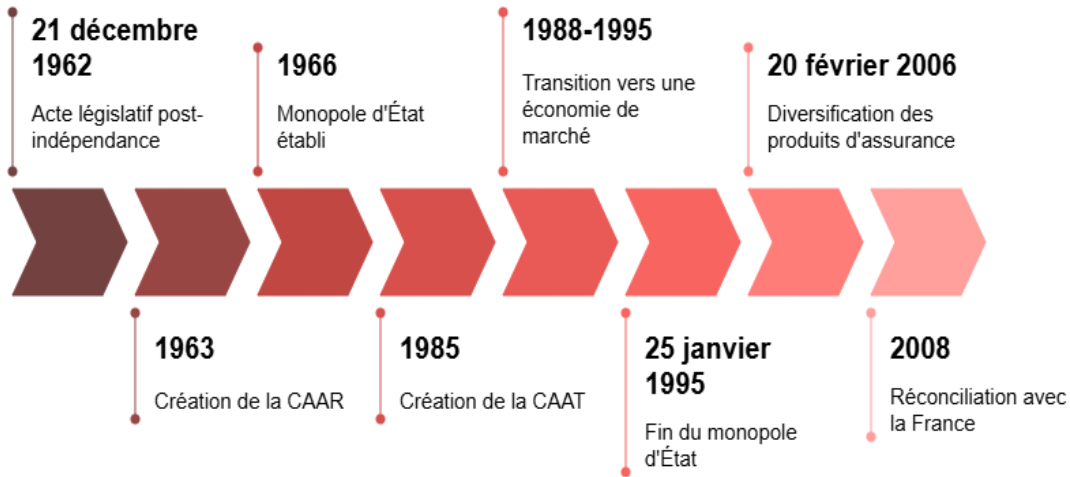 21 décembre
1962
Acte législatif post-
indépendance
1963
Création de la CAAR
1966
Monopole d'État
établi
1985
Création de la CAAT
1988-1995
Transition vers une
économie de
marché
25 janvier
1995
Fin du monopole
d'État
20 février 2006
Diversification des
produits d'assurance
2008
Réconciliation avec
la France